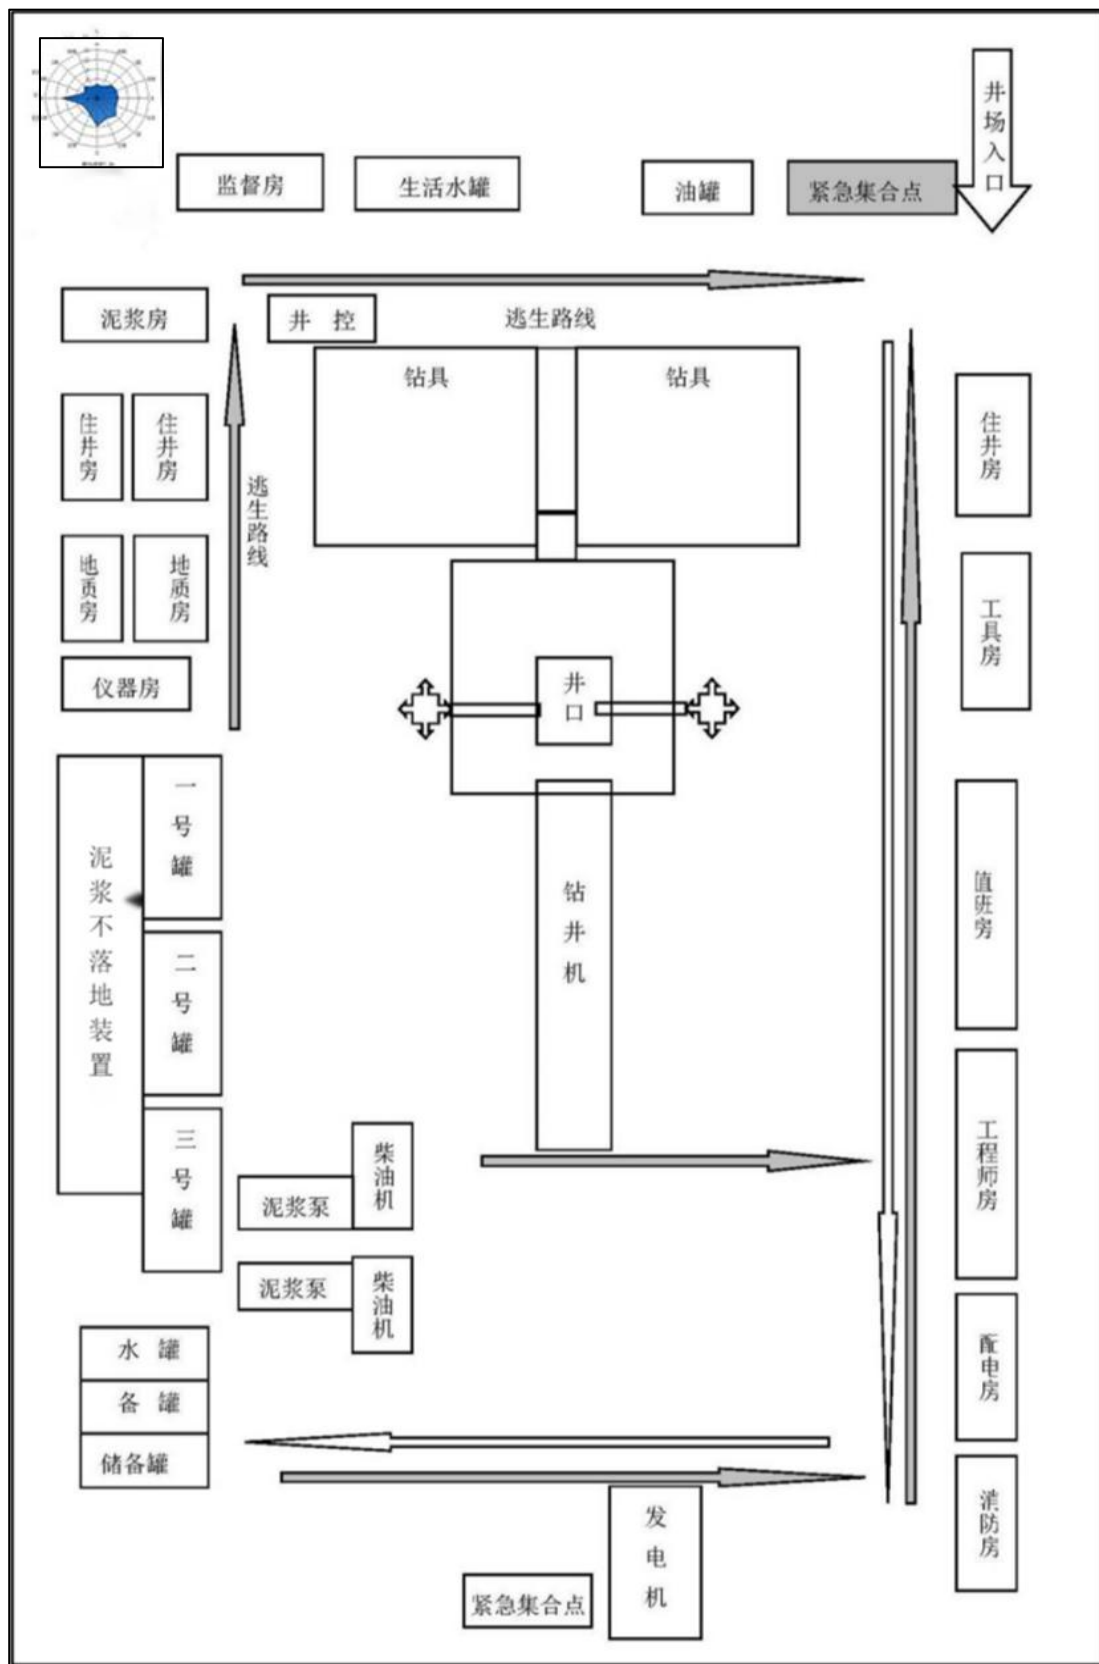 井场入口
监督房
生活水罐
油罐
紧急集合点
泥浆房
井 控
逃生路线
钻具
钻具
住井房
住井房
逃生路线
住井房
地质房
地质房
工具房
仪器房
井口
一号罐
泥浆不落地装置
二号罐
三号罐
钻井机
值班房
工程师房
柴油机
泥浆泵
柴油机
泥浆泵
水 罐
备 罐
储备罐
配电房
消防房
发电机
紧急集合点